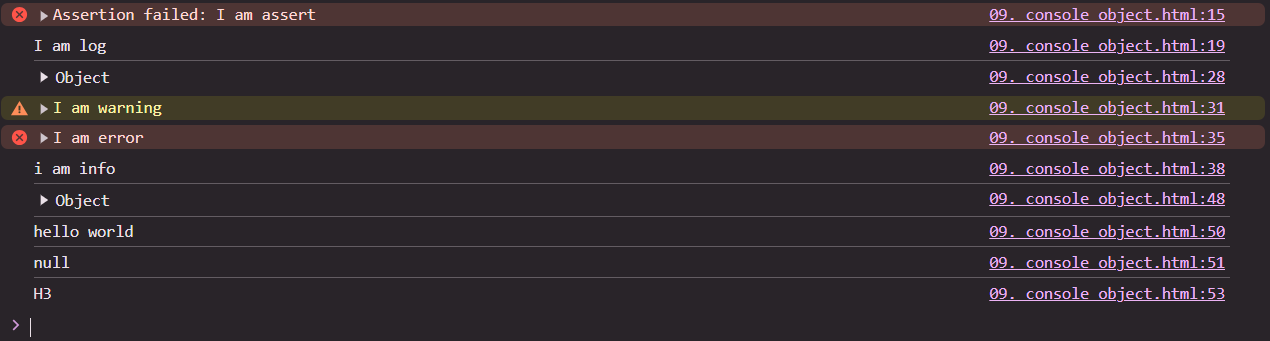 Assertion failed: I am assert 09. console object.html:15
I am log 09. console object.html:19
Object 09. console object.html:28
I am warning 09. console object.html:31
I am error 09. console object.html:35
i am info 09. console object.html:38
Object 09. console object.html:48
hello world 09. console object.html:50
null 09. console object.html:51
H3 09. console object.html:53